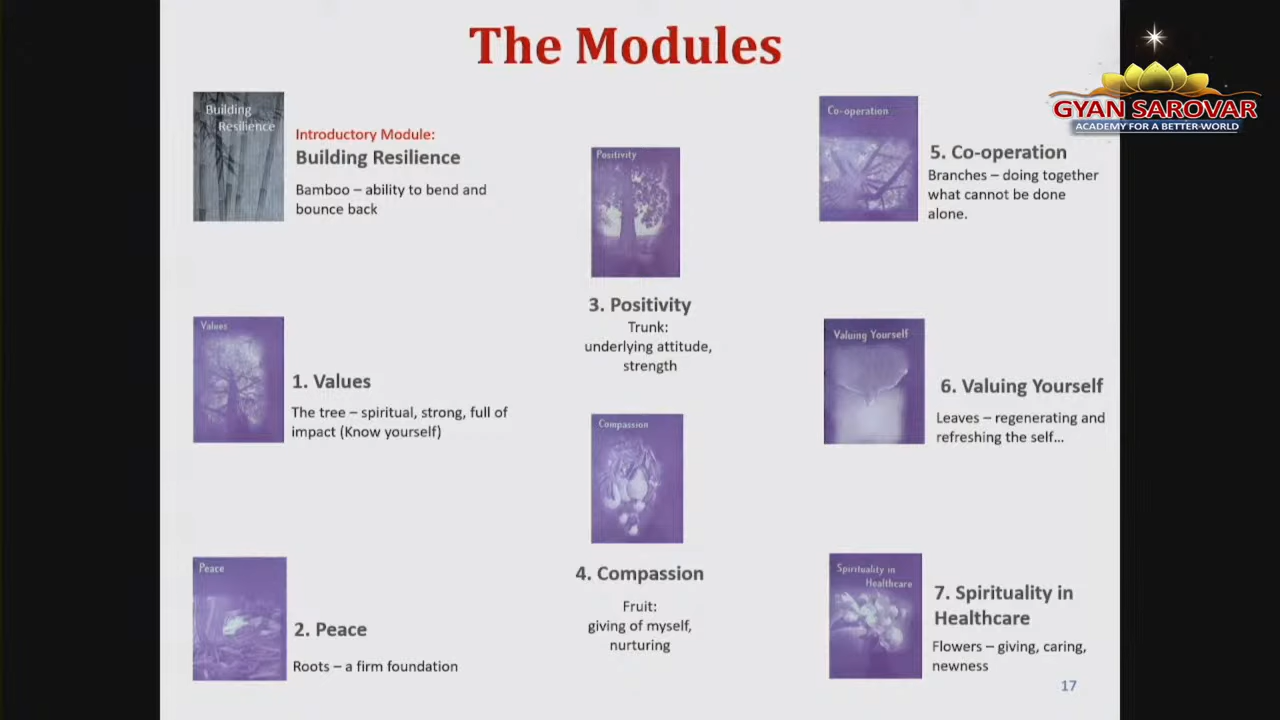 The Modules
GYAN SAROVAR
ACADEMY FOR A BETTER-WORLD
Building
Resilience
Introductory Module:
Building Resilience
Bamboo – ability to bend and
bounce back
Values
1. Values
The tree – spiritual, strong, full of
impact (Know yourself)
Peace
2. Peace
Roots – a firm foundation
Positivity
3. Positivity
Trunk:
underlying attitude,
strength
Compassion
4. Compassion
Fruit:
giving of myself,
nurturing
Co-operation
5. Co-operation
Branches – doing together
what cannot be done
alone.
Valuing Yourself
6. Valuing Yourself
Leaves – regenerating and
refreshing the self...
Spirituality in
Healthcare
7. Spirituality in
Healthcare
Flowers – giving, caring,
newness
17